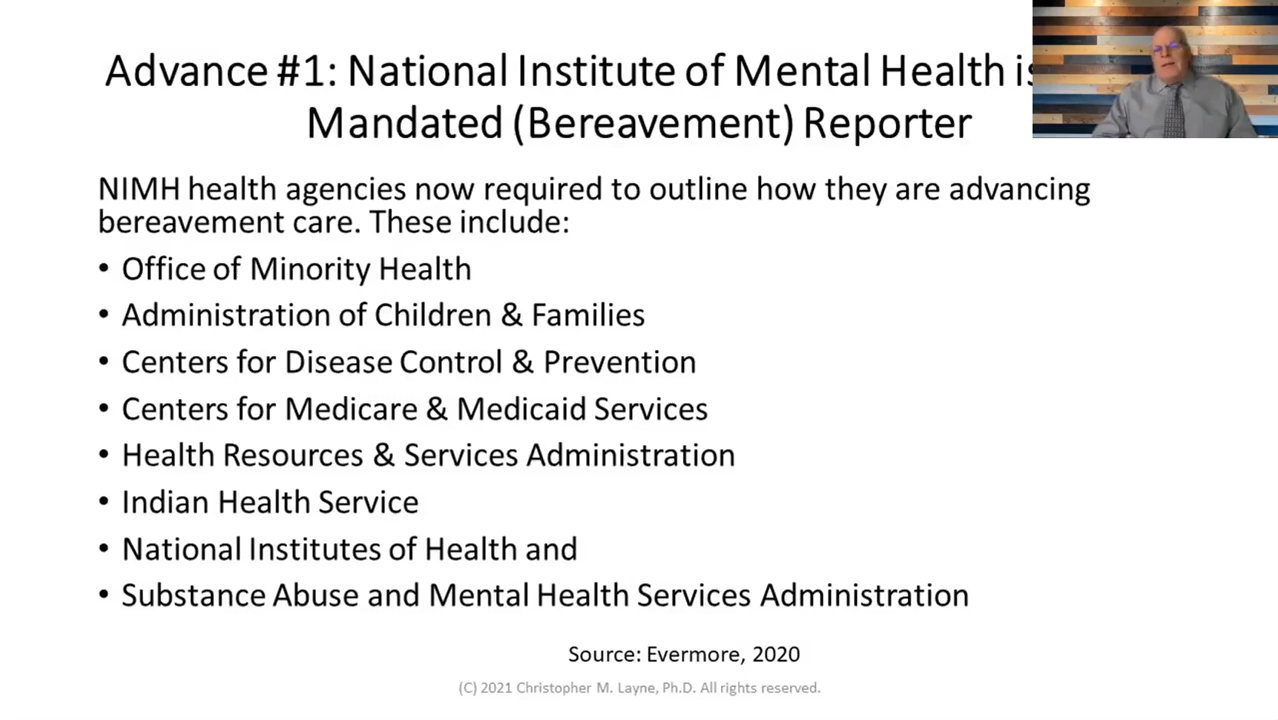 Advance #1: National Institute of Mental Health is
Mandated (Bereavement) Reporter
NIMH health agencies now required to outline how they are advancing
bereavement care. These include:
• Office of Minority Health
• Administration of Children & Families
• Centers for Disease Control & Prevention
• Centers for Medicare & Medicaid Services
• Health Resources & Services Administration
• Indian Health Service
• National Institutes of Health and
• Substance Abuse and Mental Health Services Administration
Source: Evermore, 2020
(C) 2021 Christopher M. Layne, Ph.D. All rights reserved.